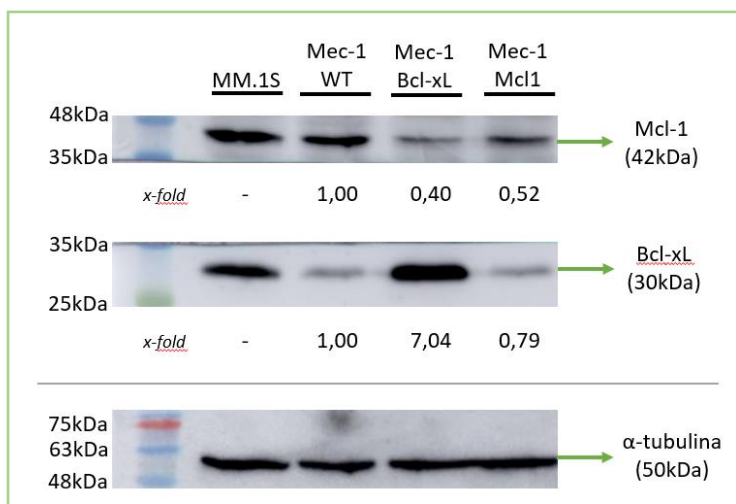 MM.1S
Mec-1 WT
Mec-1 Bcl-xL
Mec-1 Mcl1
48kDa
35kDa
Mcl-1
(42kDa)
x-fold - 1,00 0,40 0,52
35kDa
25kDa
Bcl-xL
(30kDa)
x-fold - 1,00 7,04 0,79
75kDa
63kDa
48kDa
α-tubulina
(50kDa)